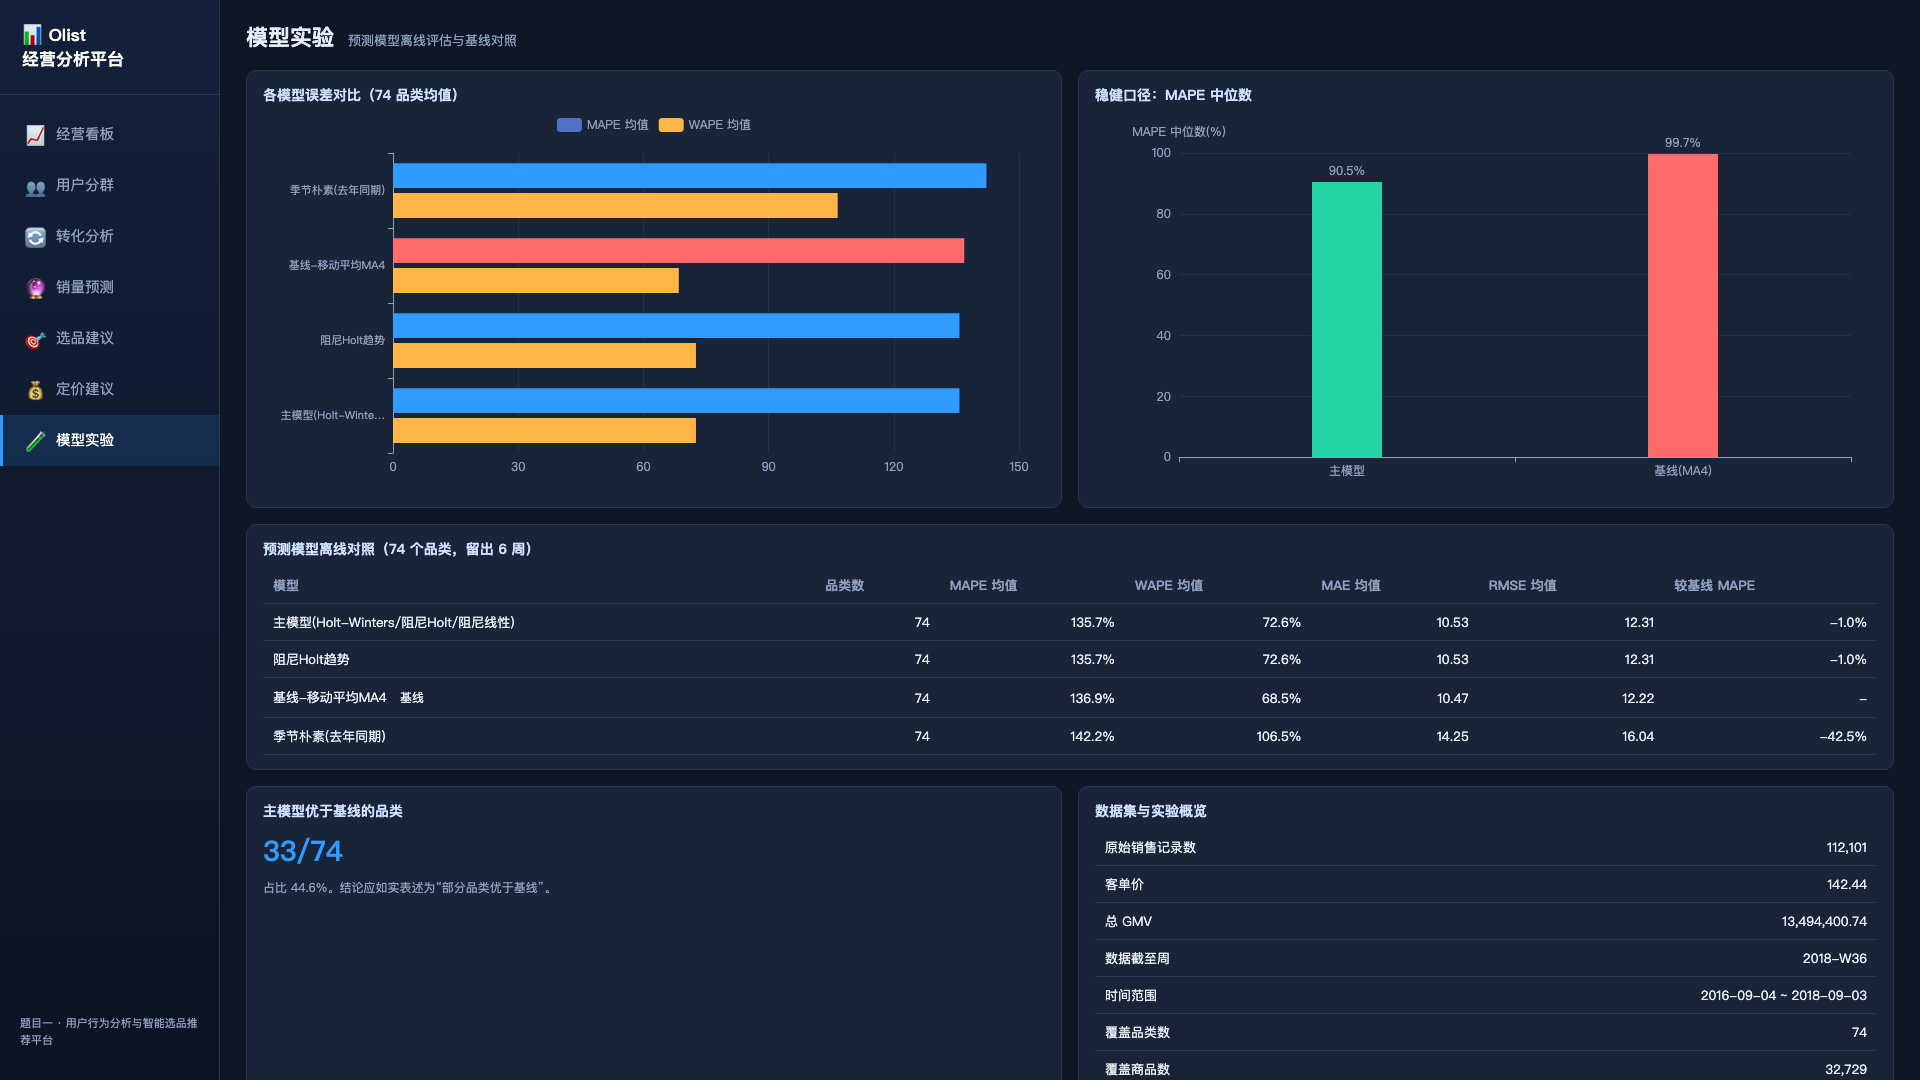 Olist
经营分析平台
经营看板
用户分群
转化分析
销量预测
选品建议
定价建议
模型实验
题目一 · 用户行为分析与智能选品推
荐平台
模型实验 预测模型离线评估与基线对照
各模型误差对比（74 品类均值）
MAPE 均值 WAPE 均值
季节朴素(去年同期)
基线-移动平均MA4
阻尼Holt趋势
主模型(Holt-Winte...
0 30 60 90 120 150
稳健口径：MAPE 中位数
MAPE 中位数(%)
100
80
60
40
20
0
90.5%
99.7%
主模型 基线(MA4)
预测模型离线对照（74 个品类，留出 6 周）
模型 品类数 MAPE 均值 WAPE 均值 MAE 均值 RMSE 均值 较基线 MAPE
主模型(Holt-Winters/阻尼Holt/阻尼线性) 74 135.7% 72.6% 10.53 12.31 -1.0%
阻尼Holt趋势 74 135.7% 72.6% 10.53 12.31 -1.0%
基线-移动平均MA4 基线 74 136.9% 68.5% 10.47 12.22 -
季节朴素(去年同期) 74 142.2% 106.5% 14.25 16.04 -42.5%
主模型优于基线的品类
33/74
占比 44.6%。结论应如实表述为“部分品类优于基线”。
数据集与实验概览
原始销售记录数 112,101
客单价 142.44
总 GMV 13,494,400.74
数据截至周 2018-W36
时间范围 2016-09-04 ~ 2018-09-03
覆盖品类数 74
覆盖商品数 32,729